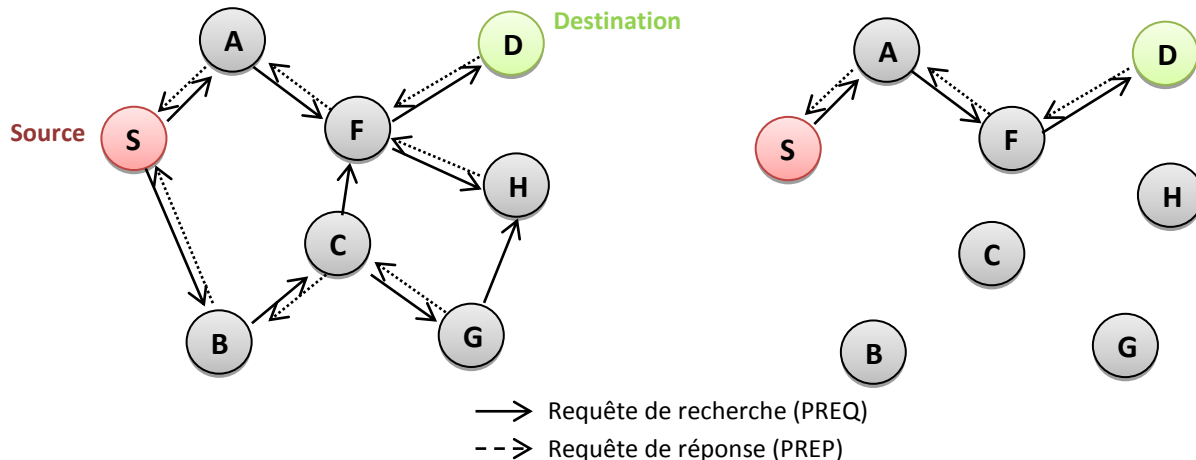 A
D
Destination
Source
S
F
H
C
B
G
A
D
S
F
H
C
B
G
Requête de recherche (PREQ)
Requête de réponse (PREP)